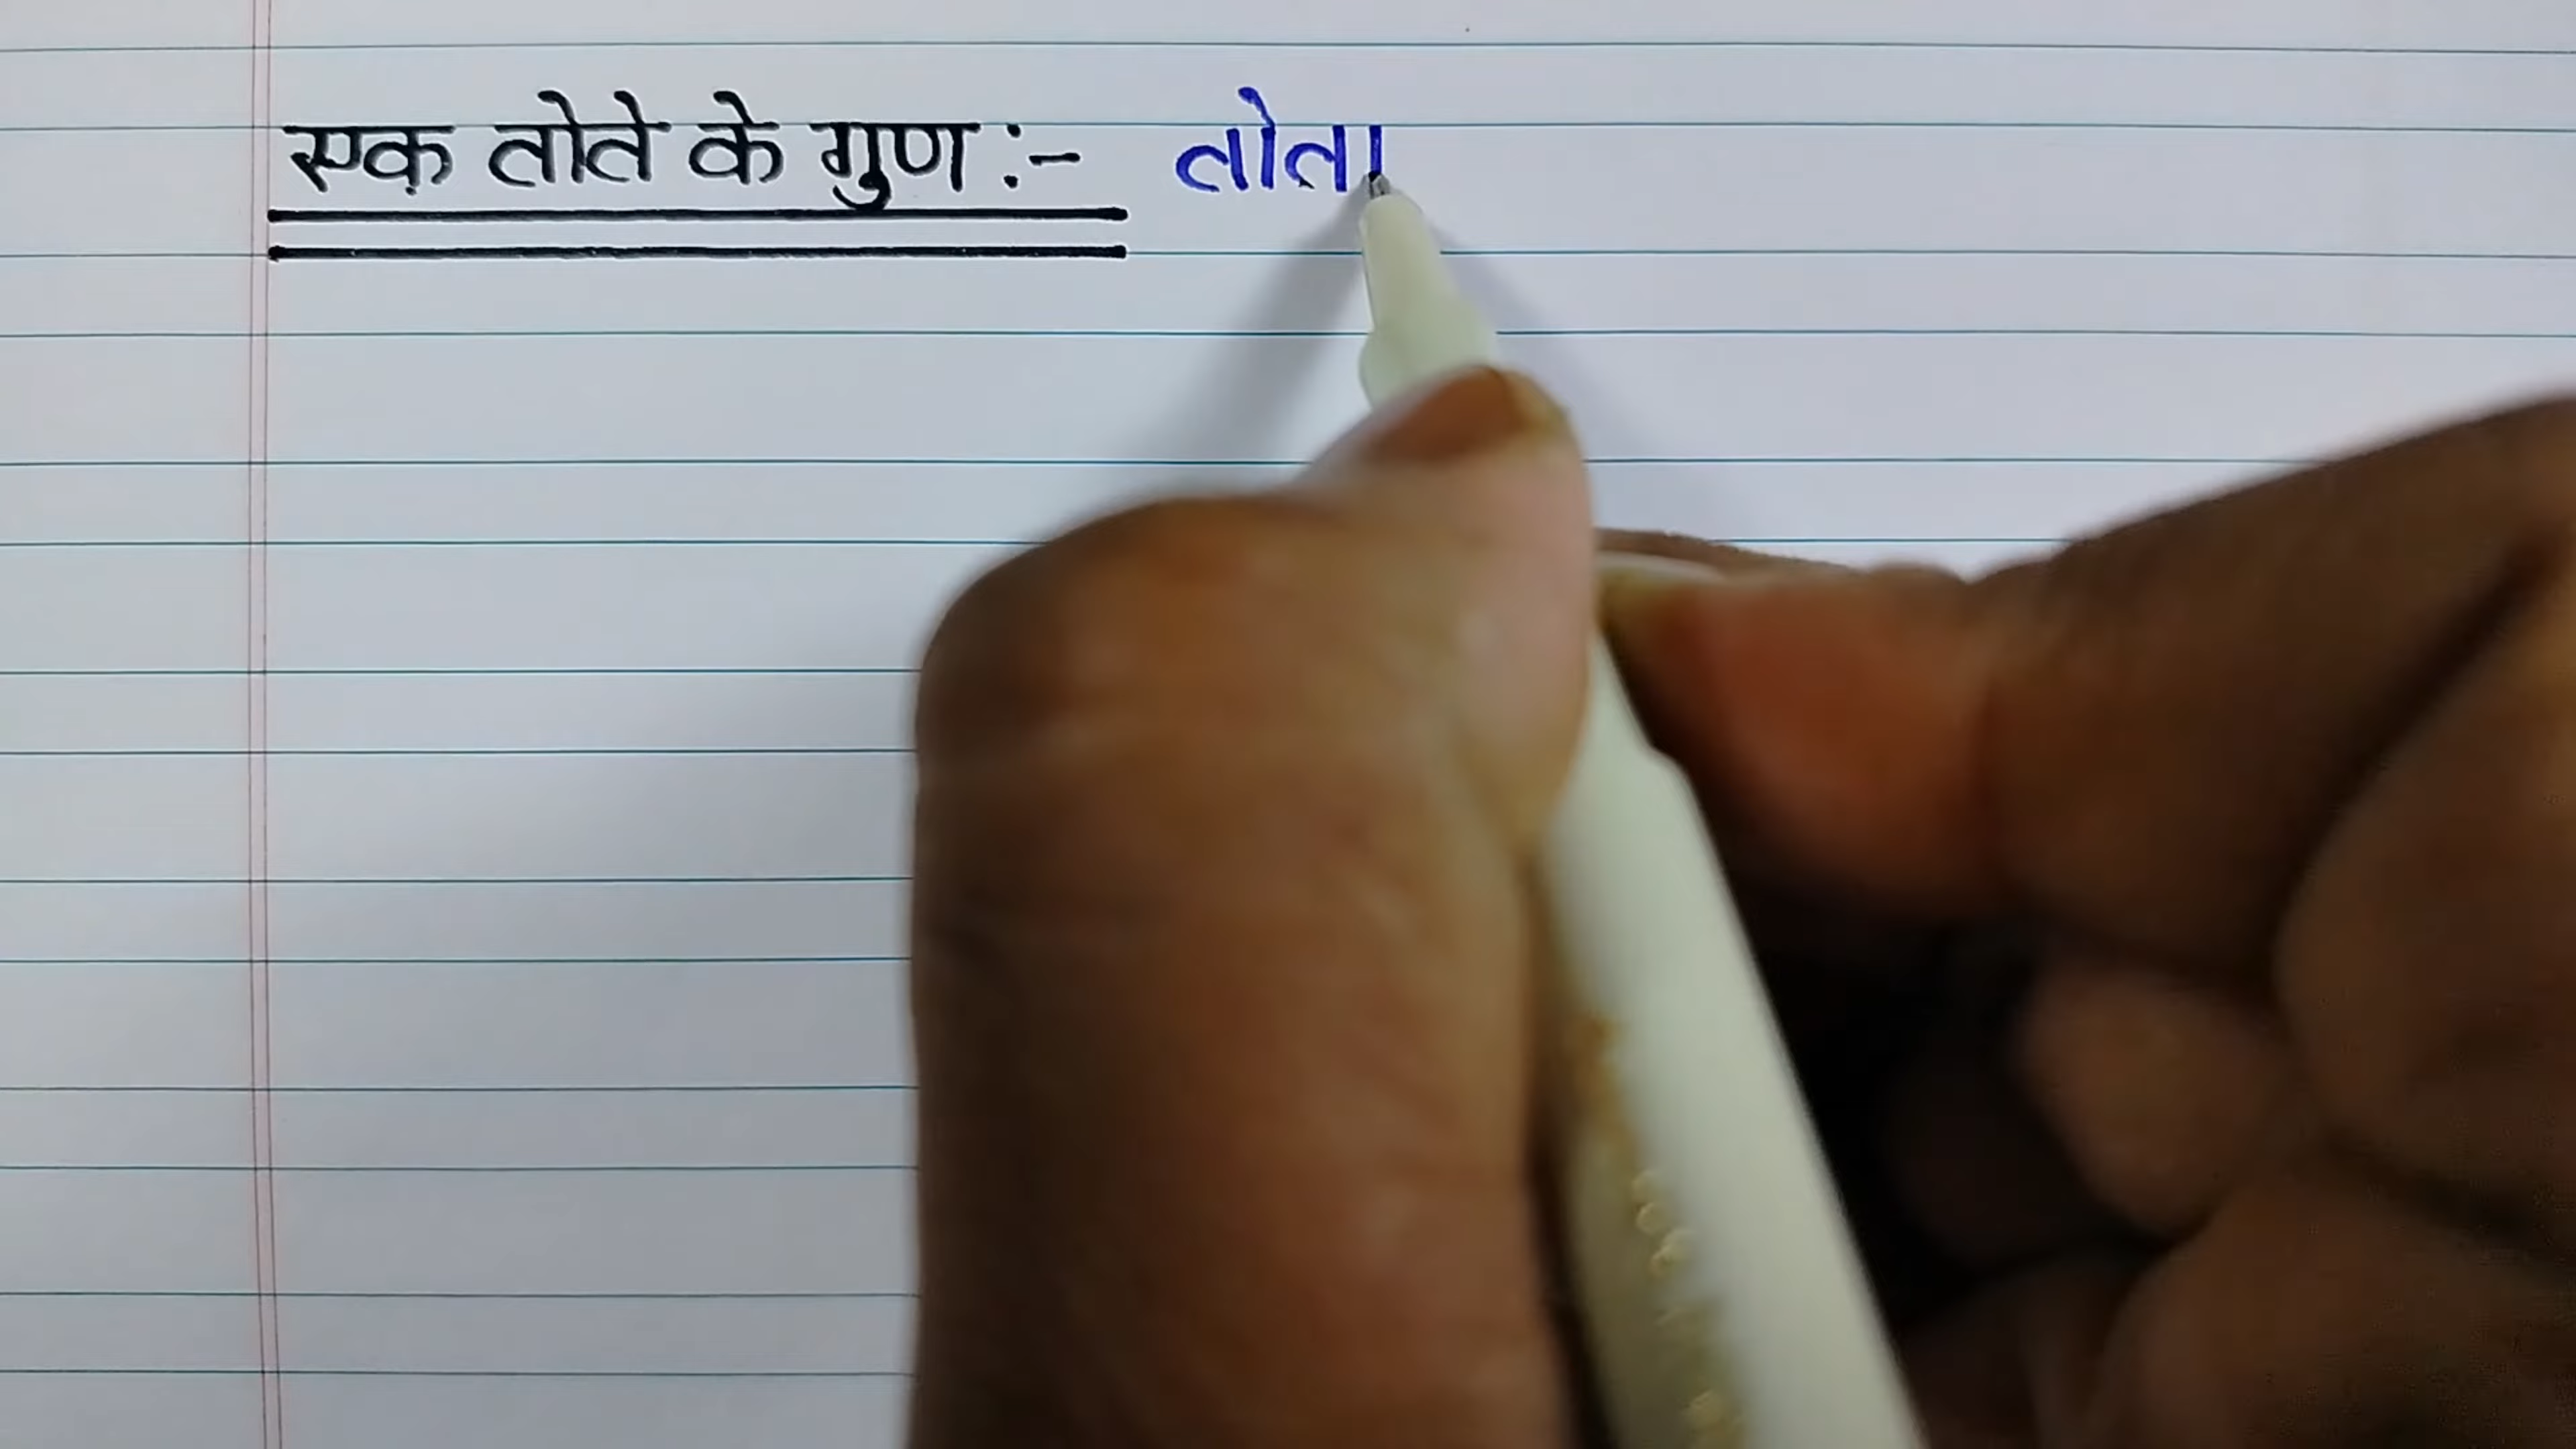 एक तोते के गुण :- तोता